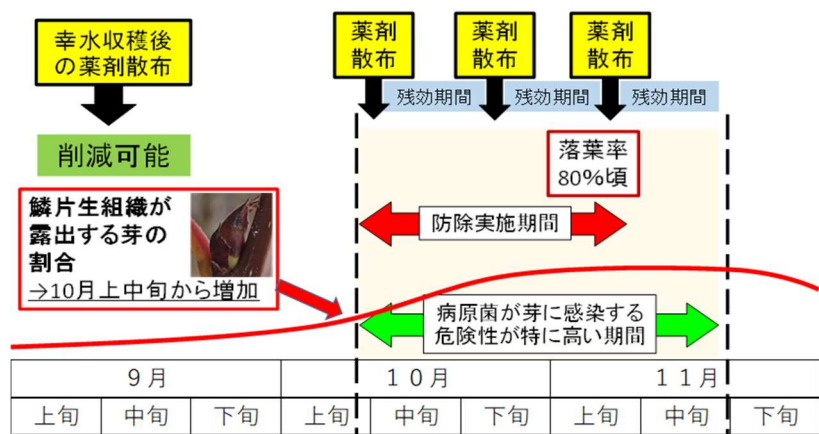 幸水収穫後
の薬剤散布
薬剤
散布
薬剤
散布
薬剤
散布
残効期間
残効期間
残効期間
削減可能
落葉率
80%頃
鱗片生組織が
露出する芽の
割合
→10月上中旬から増加
防除実施期間
病原菌が芽に感染する
危険性が特に高い期間
9月
10月
11月
上旬 中旬 下旬 上旬 中旬 下旬 上旬 中旬 下旬